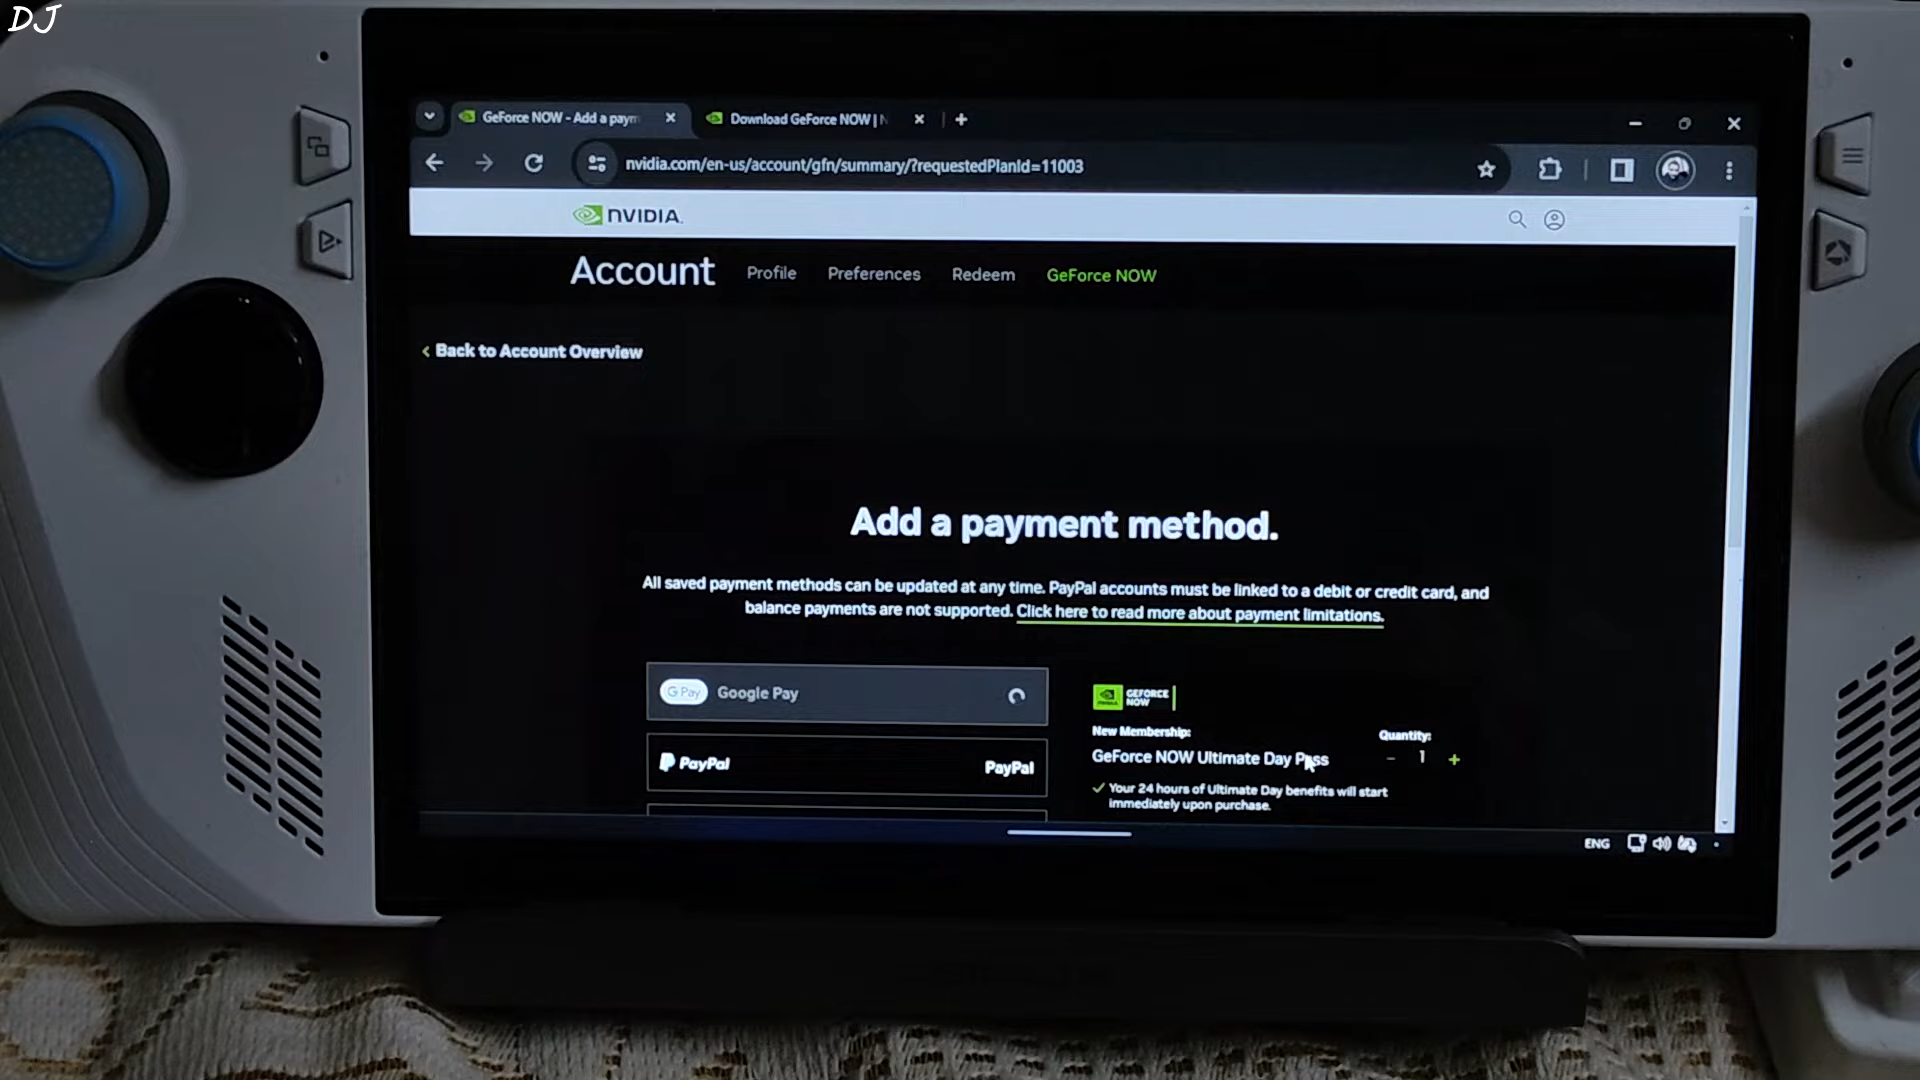 DJ
GeForce NOW - Add a paym
Download GeForce NOW | N
nvidia.com/en-us/account/gfn/summary/?requestedPlanId=11003
NVIDIA.
Account Profile Preferences Redeem GeForce NOW
Back to Account Overview
Add a payment method.
All saved payment methods can be updated at any time. PayPal accounts must be linked to a debit or credit card, and
balance payments are not supported. Click here to read more about payment limitations.
G Pay Google Pay
PayPal PayPal
GEFORCE
NOW
New Membership:
GeForce NOW Ultimate Day Pass
Quantity:
- 1 +
Your 24 hours of Ultimate Day benefits will start
immediately upon purchase.
ENG